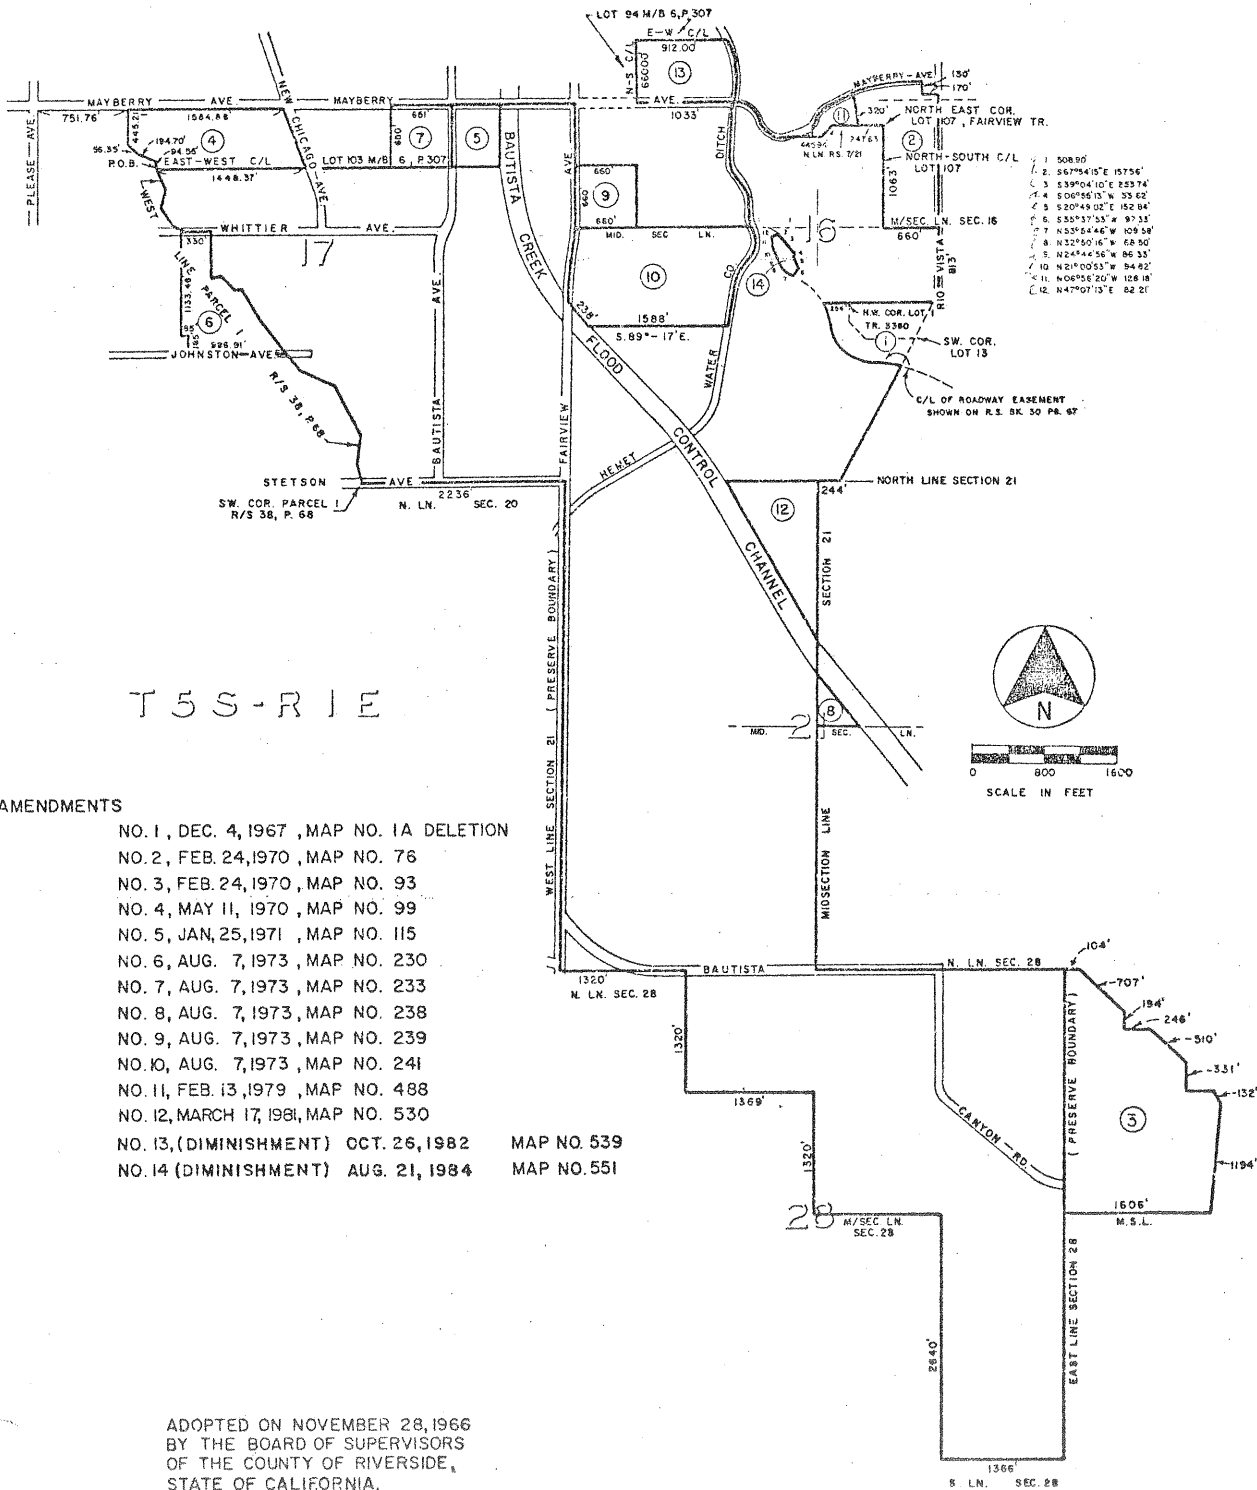 LOT 94 M/B 6, P. 307
E-W C/L
912.00
N-S C/L
660.00
13
MAYBERRY AVE.
MAYBERRY
AVE.
1033'
MAYBERRY-AVE
130'
170'
751.76'
1584.88'
445.21'
4
194.70'
94.56'
P.O.B.
EAST-WEST C/L
1448.37'
NEW CHICAGO-AVE
661'
660'
7
5
LOT 103 M/B 6, P. 307
PLEASE-AVE.
L-WEST
LINE PARCEL 1
WHITTIER AVE.
330'
17
6
926.91'
JOHNSTON-AVE
R/S 38, P. 68
BAUTISTA AVE.
BAUTISTA CREEK FLOOD CONTROL CHANNEL
FAIRVIEW AVE.
660'
9
660
660'
MID. SEC LN.
10
238'
1588'
S.89°-17'E.
DITCH
CO.
WATER
HEMET
11
320'
247.63
N.LN. RS. 7/21
NORTH EAST COR.
LOT 107, FAIRVIEW TR.
2
NORTH-SOUTH C/L
LOT 107
1063'
M/SEC LN. SEC. 16
660'
16
14
RIO-VISTA
813'
N.W. COR. LOT 1
TR. 3360
1
SW. COR.
LOT 13
C/L OF ROADWAY EASEMENT
SHOWN ON R.S. BK. 30 PG. 67
1 508.90'
2. S67°54'15"E 157.56'
3 S39°04'10"E 253.74'
4 S06°56'13"W 53.62'
5 S20°49'02"E 152.84'
6. S35°37'53"W 97.33'
7 N53°54'46"W 109.58'
8. N32°50'16"W 68.50'
9. N24°44'56"W 86.33'
10 N21°00'53"W 94.82'
11. N06°56'20"W 128.18'
12. N47°07'13"E 82.21'
STETSON AVE.
2236'
SW. COR. PARCEL 1
R/S 38, P. 68
N. LN. SEC. 20
244'
NORTH LINE SECTION 21
12
SECTION 21
WEST LINE SECTION 21 (PRESERVE BOUNDARY)
8
MID. SEC. LN.
MIDSECTION LINE
N
0 800 1600
SCALE IN FEET
T5S-R1E
AMENDMENTS
NO. 1, DEC. 4, 1967, MAP NO. 1A DELETION
NO. 2, FEB. 24, 1970, MAP NO. 76
NO. 3, FEB. 24, 1970, MAP NO. 93
NO. 4, MAY 11, 1970, MAP NO. 99
NO. 5, JAN, 25, 1971, MAP NO. 115
NO. 6, AUG. 7, 1973, MAP NO. 230
NO. 7, AUG. 7, 1973, MAP NO. 233
NO. 8, AUG. 7, 1973, MAP NO. 238
NO. 9, AUG. 7, 1973, MAP NO. 239
NO. 10, AUG. 7, 1973, MAP NO. 241
NO. 11, FEB. 13, 1979, MAP NO. 488
NO. 12, MARCH 17, 1981, MAP NO. 530
NO. 13, (DIMINISHMENT) OCT. 26, 1982 MAP NO. 539
NO. 14 (DIMINISHMENT) AUG. 21, 1984 MAP NO. 551
1320'
N. LN. SEC. 28
BAUTISTA
N. LN. SEC. 28
CANYON RD.
1320'
1369'
1320'
28
M/SEC LN.
SEC. 28
2640'
1366'
S. LN. SEC. 28
EAST LINE SECTION 28
(PRESERVE BOUNDARY)
104'
707'
194'
246'
510'
331'
132'
3
1194'
1606'
M.S.L.
ADOPTED ON NOVEMBER 28, 1966
BY THE BOARD OF SUPERVISORS
OF THE COUNTY OF RIVERSIDE,
STATE OF CALIFORNIA.